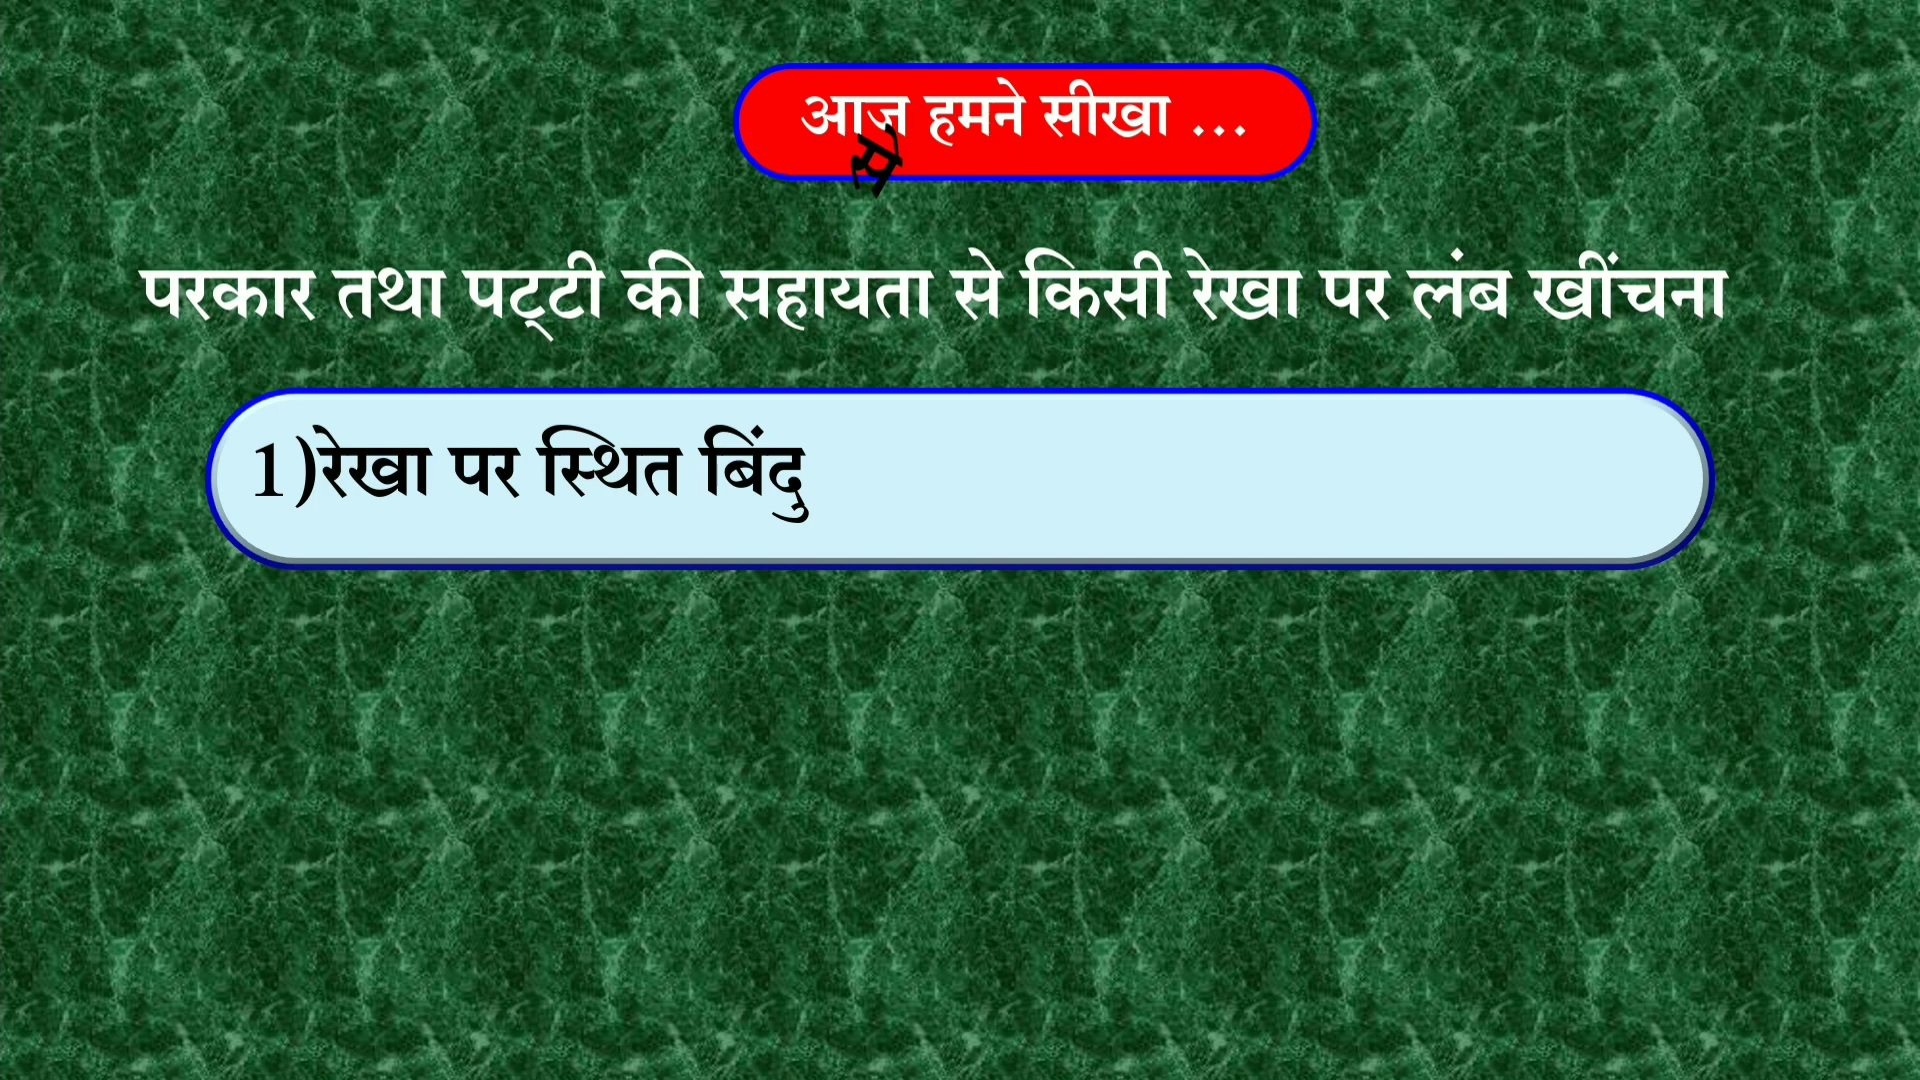 आज हमने सीखा ...
से
परकार तथा पट्टी की सहायता से किसी रेखा पर लंब खींचना
1)रेखा पर स्थित बिंदु